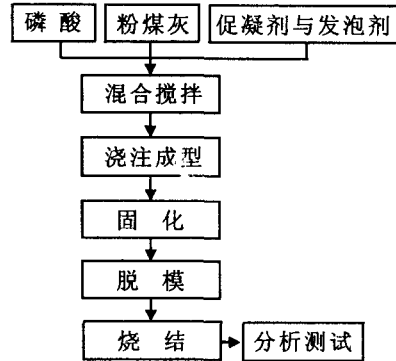 磷酸
粉煤灰
促凝剂与发泡剂
混合搅拌
浇注成型
固化
脱模
烧结
分析测试